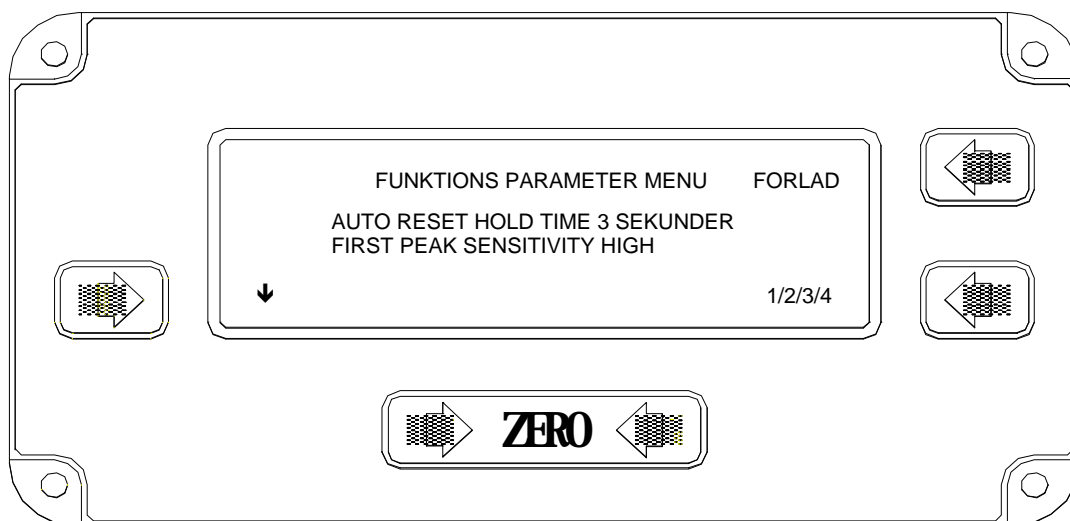 FUNKTIONS PARAMETER MENU FORLAD
AUTO RESET HOLD TIME 3 SEKUNDER
FIRST PEAK SENSITIVITY HIGH
1/2/3/4
ZERO